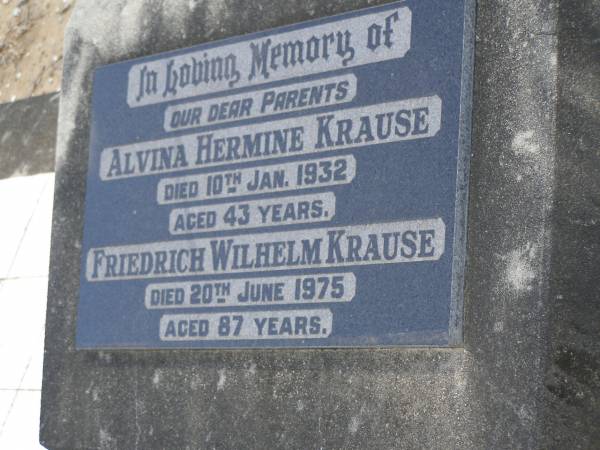 In Loving Memory of
OUR DEAR PARENTS
ALVINA HERMINE KRAUSE
DIED 10TH JAN. 1932
AGED 43 YEARS.
FRIEDRICH WILHELM KRAUSE
DIED 20TH JUNE 1975
AGED 87 YEARS.